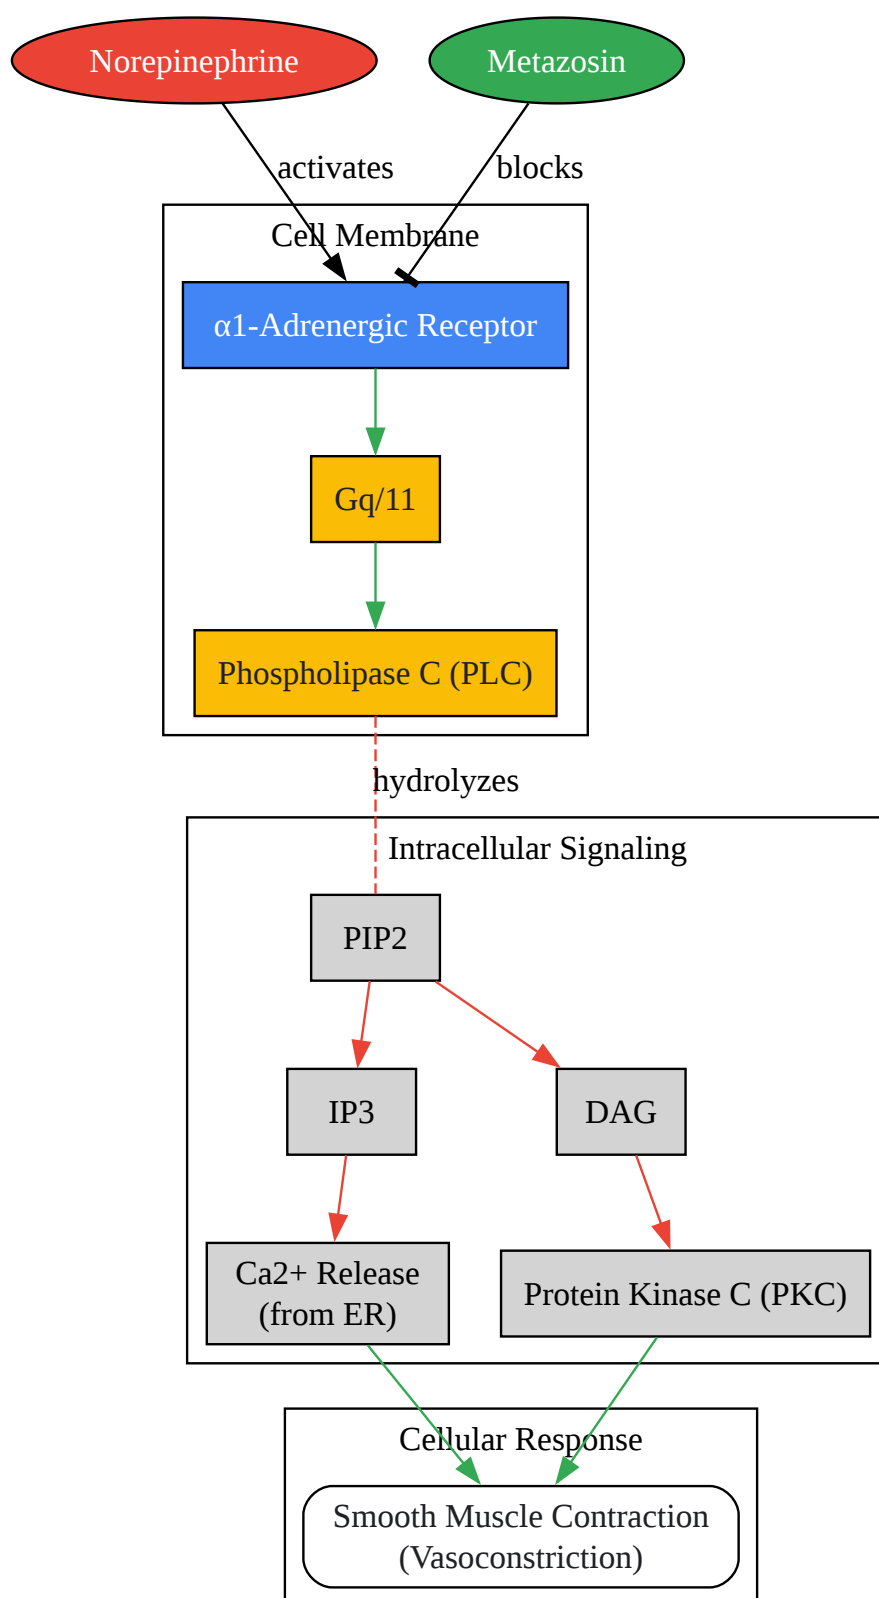 Norepinephrine
Metazosin
activates
blocks
Cell Membrane
α1-Adrenergic Receptor
Gq/11
Phospholipase C (PLC)
hydrolyzes
Intracellular Signaling
PIP2
IP3
DAG
Ca2+ Release
(from ER)
Protein Kinase C (PKC)
Cellular Response
Smooth Muscle Contraction
(Vasoconstriction)